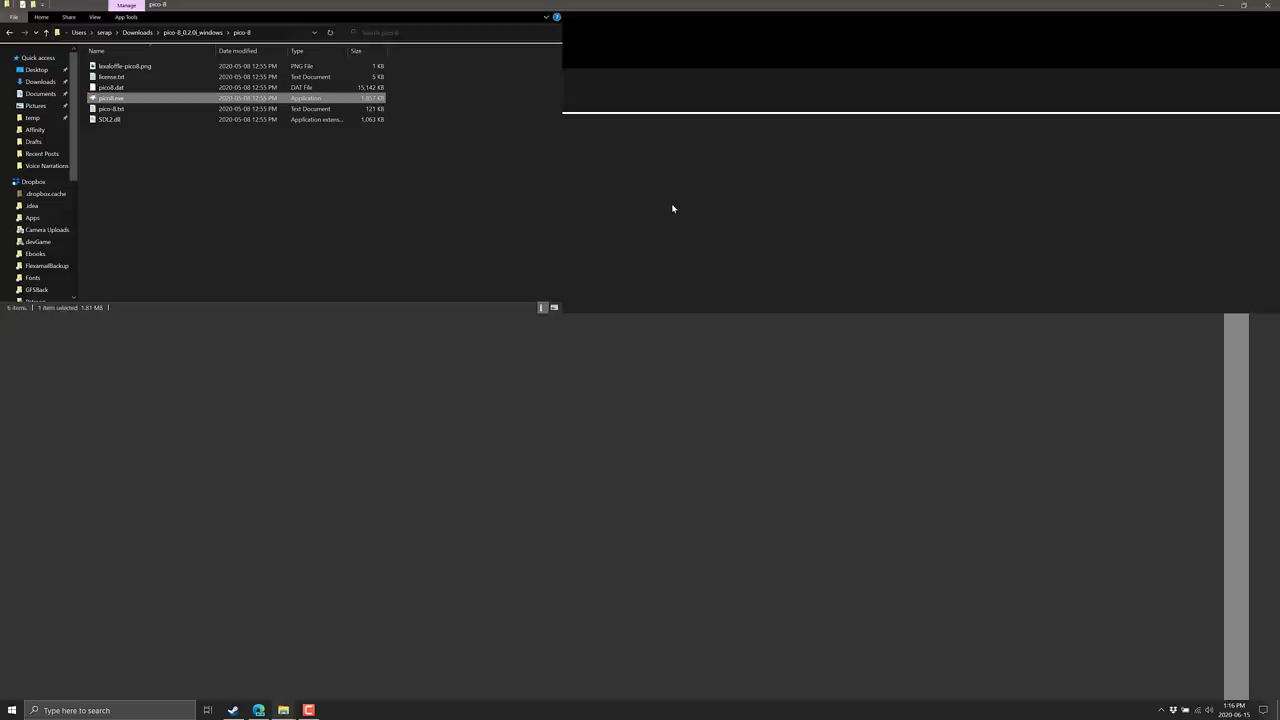 Manage
pico-8
File
Home
Share
View
App Tools
Users
serap
Downloads
pico-8_0.2.0i_windows
pico-8
Search pico-8
Name
Date modified
Type
Size
Quick access
Desktop
Downloads
Documents
Pictures
temp
Affinity
Drafts
Recent Posts
Voice Narrations
Dropbox
.dropbox.cache
.idea
Apps
Camera Uploads
devGame
Ebooks
FlexamailBackup
Fonts
GFSBack
lexaloffle-pico8.png 2020-05-08 12:55 PM PNG File 1 KB
license.txt 2020-05-08 12:55 PM Text Document 5 KB
pico8.dat 2020-05-08 12:55 PM DAT File 15,142 KB
pico8.exe 2020-05-08 12:55 PM Application 1,857 KB
pico-8.txt 2020-05-08 12:55 PM Text Document 121 KB
SDL2.dll 2020-05-08 12:55 PM Application extens... 1,063 KB
6 items
1 item selected 1.81 MB
Type here to search
1:16 PM
2020-06-15